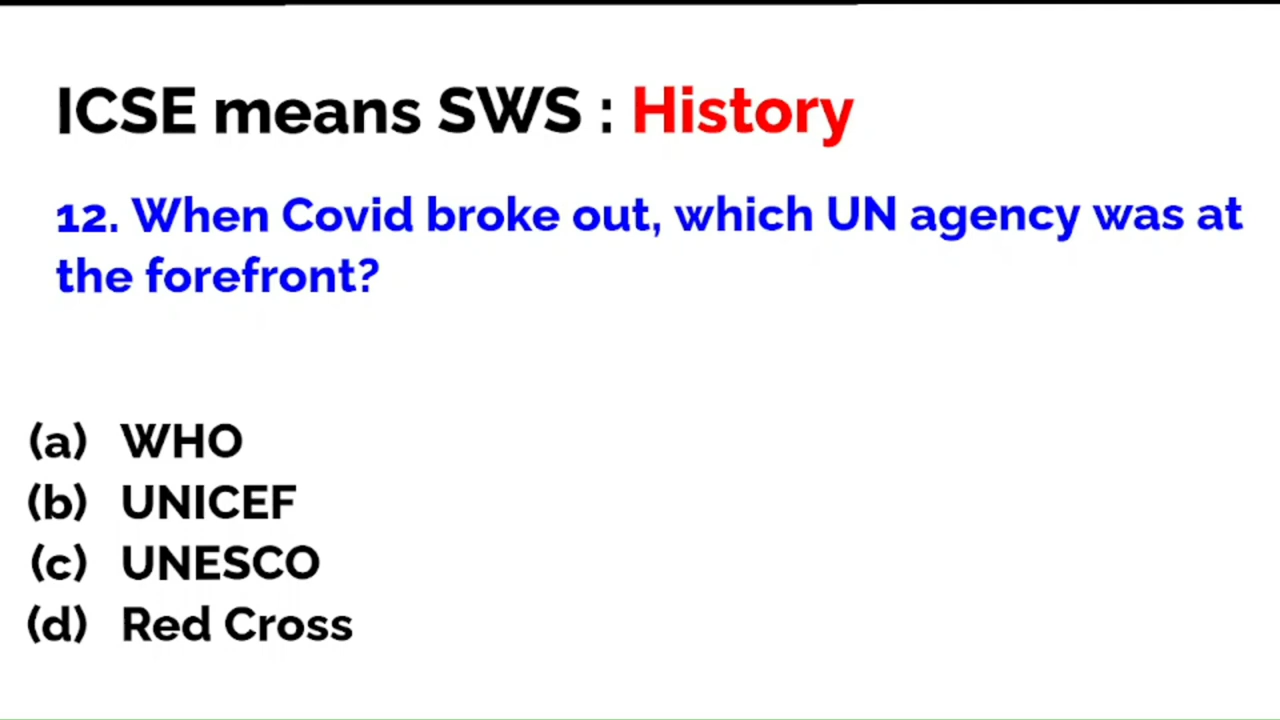 ICSE means SWS : History
12. When Covid broke out, which UN agency was at
the forefront?
(a) WHO
(b) UNICEF
(c) UNESCO
(d) Red Cross